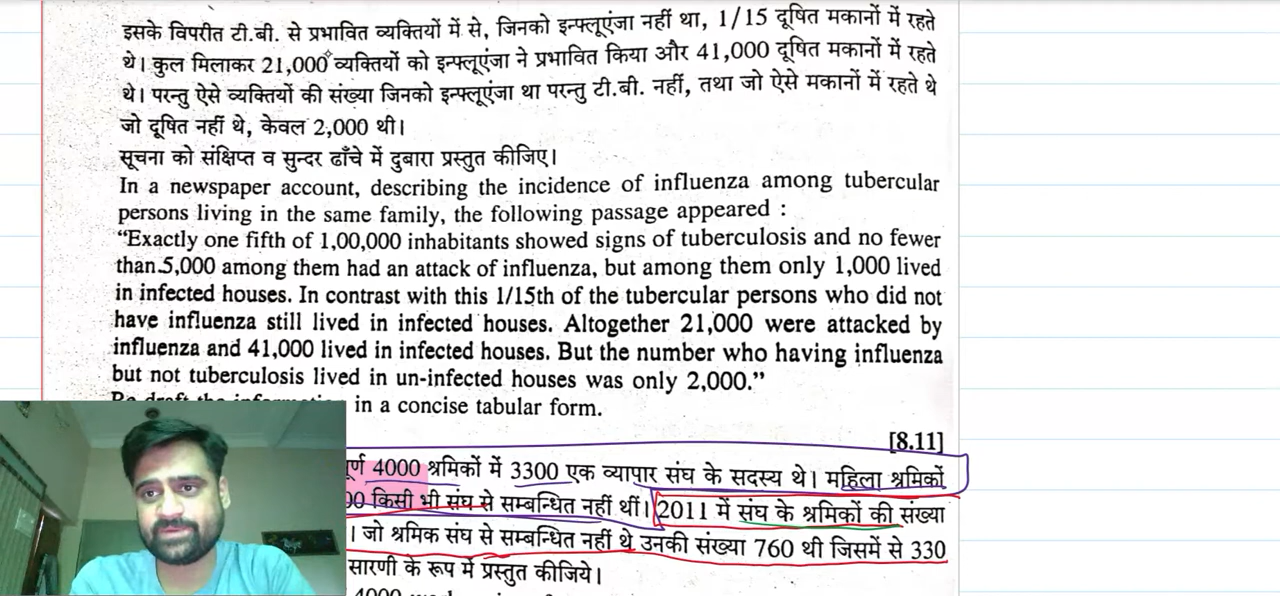 इसके विपरीत टी.बी. से प्रभावित व्यक्तियों में से, जिनको इन्फ्लूएंजा नहीं था, 1/15 दूषित मकानों में रहते
थे। कुल मिलाकर 21,000 व्यक्तियों को इन्फ्लूएंजा ने प्रभावित किया और 41,000 दूषित मकानों में रहते
थे। परन्तु ऐसे व्यक्तियों की संख्या जिनको इन्फ्लूएंजा था परन्तु टी.बी. नहीं, तथा जो ऐसे मकानों में रहते थे
जो दूषित नहीं थे, केवल 2,000 थी।
सूचना को संक्षिप्त व सुन्दर ढाँचे में दुबारा प्रस्तुत कीजिए।
In a newspaper account, describing the incidence of influenza among tubercular
persons living in the same family, the following passage appeared :
“Exactly one fifth of 1,00,000 inhabitants showed signs of tuberculosis and no fewer
than 5,000 among them had an attack of influenza, but among them only 1,000 lived
in infected houses. In contrast with this 1/15th of the tubercular persons who did not
have influenza still lived in infected houses. Altogether 21,000 were attacked by
influenza and 41,000 lived in infected houses. But the number who having influenza
but not tuberculosis lived in un-infected houses was only 2,000.”
in a concise tabular form.
[8.11]
4000 श्रमिकों में 3300 एक व्यापार संघ के सदस्य थे। महिला श्रमिकों
किसी भी संघ से सम्बन्धित नहीं थीं। 2011 में संघ के श्रमिकों की संख्या
। जो श्रमिक संघ से सम्बन्धित नहीं थे उनकी संख्या 760 थी जिसमें से 330
सारणी के रूप में प्रस्तुत कीजिये।